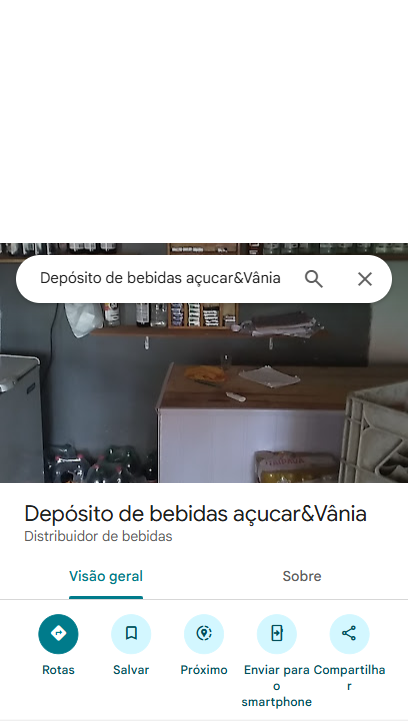 Depósito de bebidas açucar&Vânia
Depósito de bebidas açucar&Vânia
Distribuidor de bebidas
Visão geral
Sobre
Rotas
Salvar
Próximo
Enviar para
o
smartphone
Compartilha
r